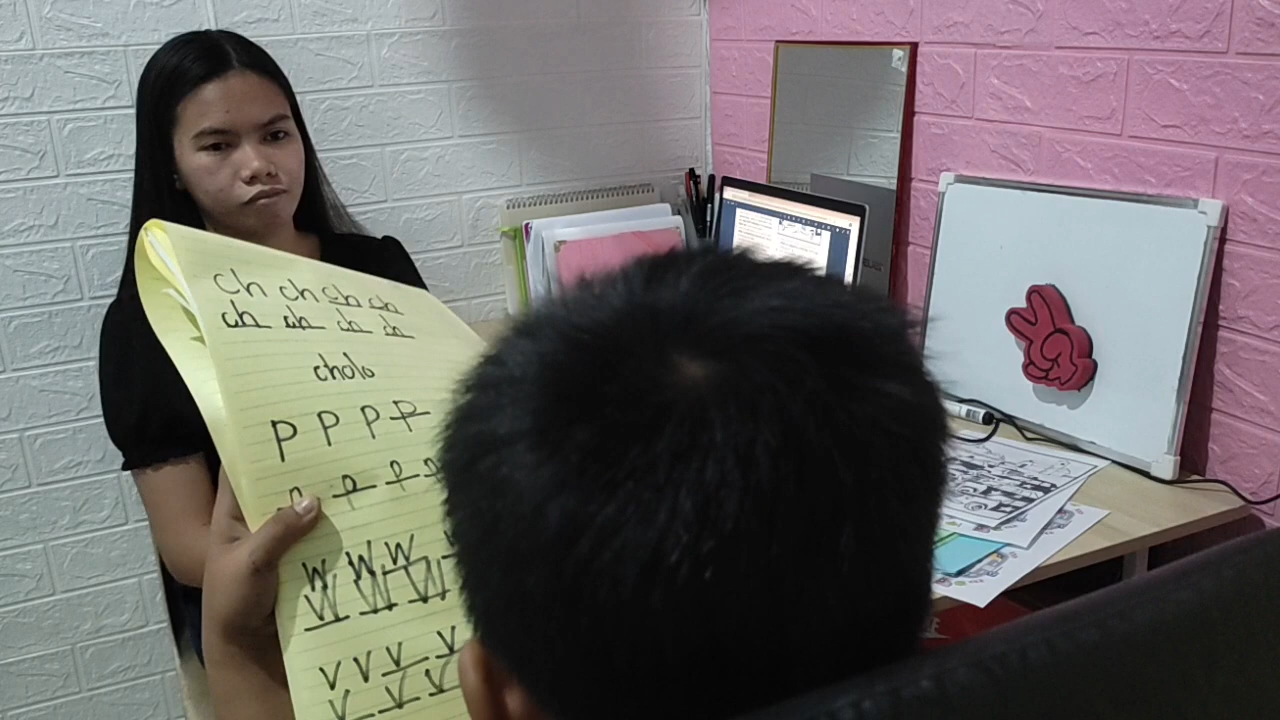 ch ch ch ch
ch ch ch ch
cholo
P P P P
P P P P
W W W
W W W W
V V V V
V V V